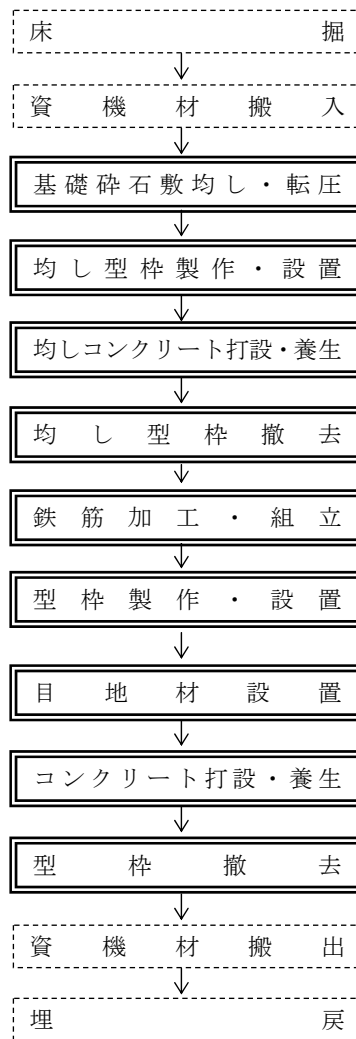 床掘
資機材搬入
基礎砕石敷均し・転圧
均し型枠製作・設置
均しコンクリート打設・養生
均し型枠撤去
鉄筋加工・組立
型枠製作・設置
目地材設置
コンクリート打設・養生
型枠撤去
資機材搬出
埋戻